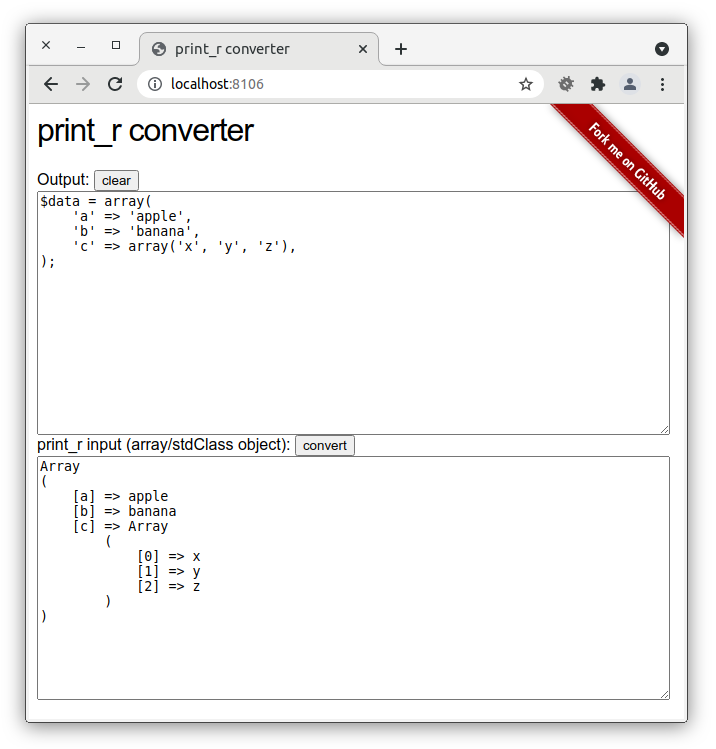 print_r converter
localhost:8106
Fork me on GitHub
print_r converter
Output: clear
$data = array(
    'a' => 'apple',
    'b' => 'banana',
    'c' => array('x', 'y', 'z'),
);
print_r input (array/stdClass object): convert
Array
(
    [a] => apple
    [b] => banana
    [c] => Array
        (
            [0] => x
            [1] => y
            [2] => z
        )
)